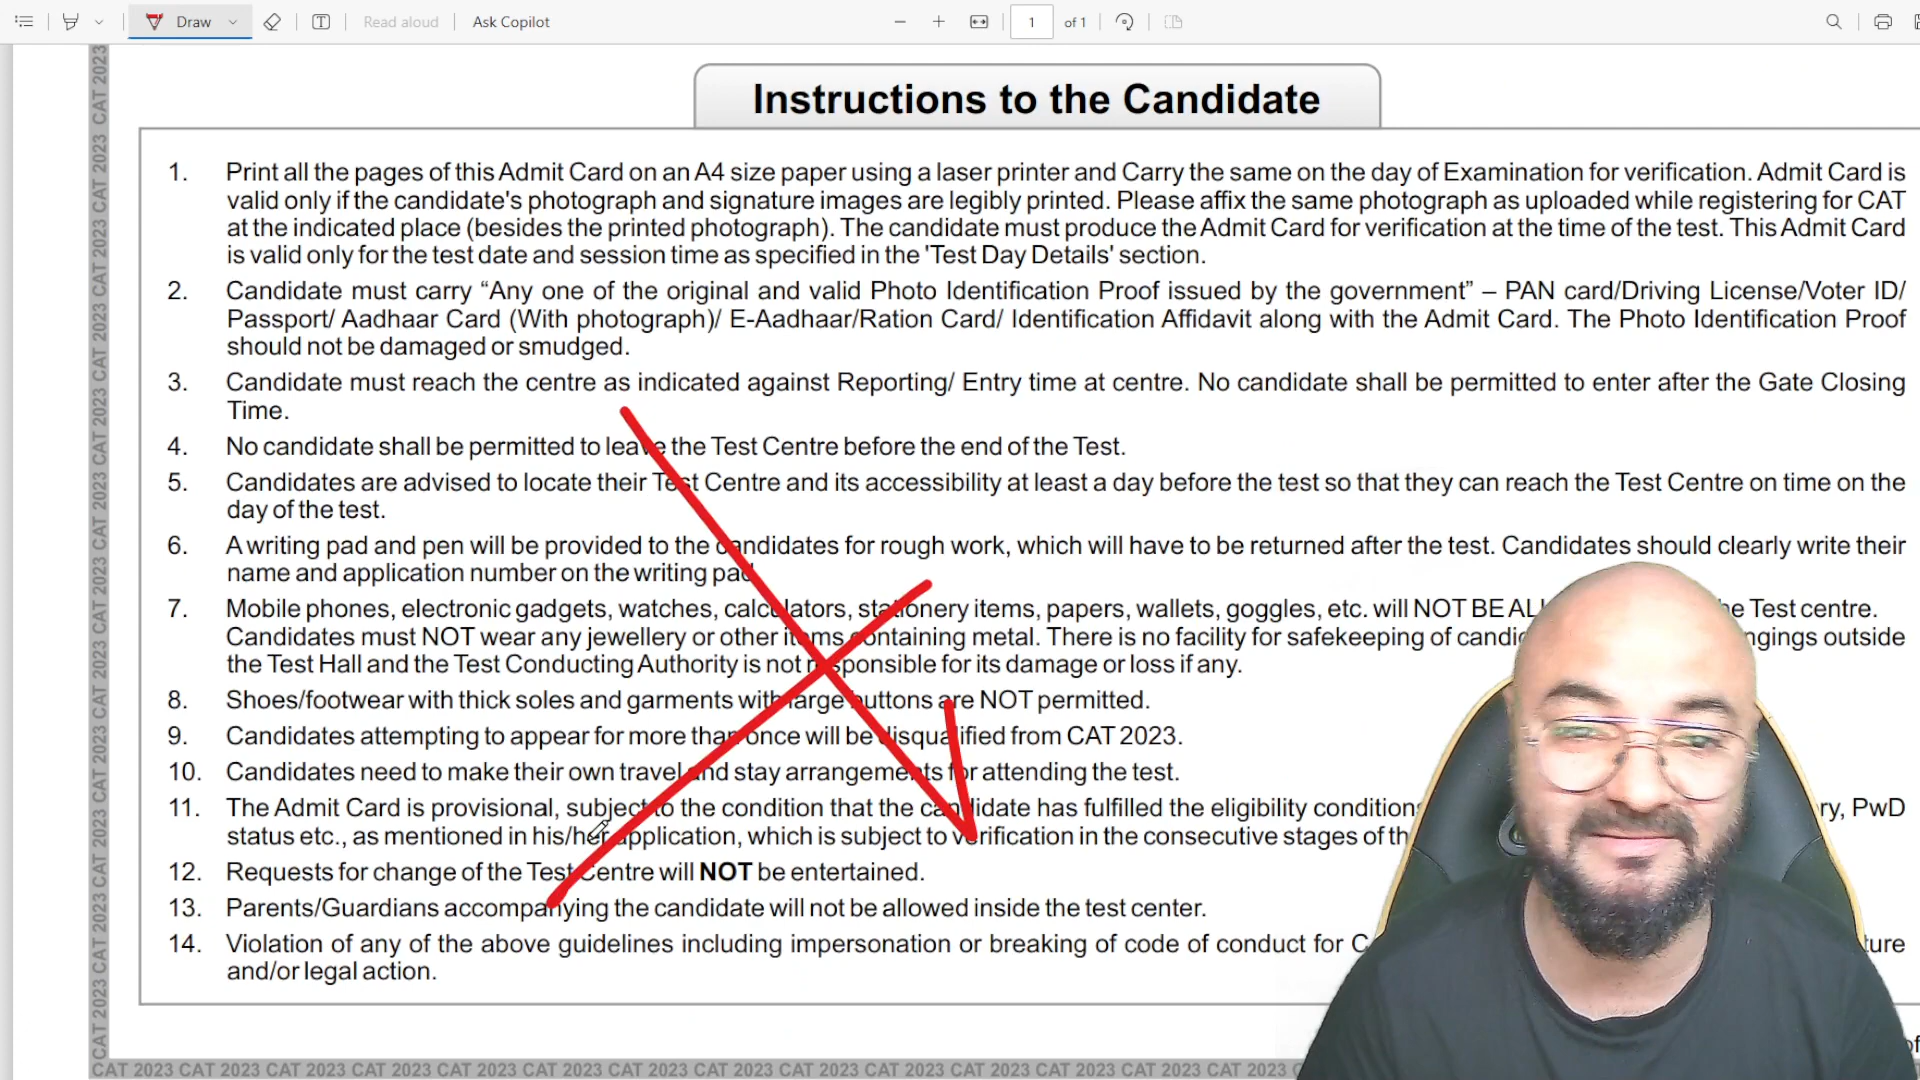 Draw
Read aloud
Ask Copilot
1
of 1
Instructions to the Candidate
1. Print all the pages of this Admit Card on an A4 size paper using a laser printer and Carry the same on the day of Examination for verification. Admit Card is
valid only if the candidate's photograph and signature images are legibly printed. Please affix the same photograph as uploaded while registering for CAT
at the indicated place (besides the printed photograph). The candidate must produce the Admit Card for verification at the time of the test. This Admit Card
is valid only for the test date and session time as specified in the 'Test Day Details' section.
2. Candidate must carry “Any one of the original and valid Photo Identification Proof issued by the government” – PAN card/Driving License/Voter ID/
Passport/ Aadhaar Card (With photograph)/ E-Aadhaar/Ration Card/ Identification Affidavit along with the Admit Card. The Photo Identification Proof
should not be damaged or smudged.
3. Candidate must reach the centre as indicated against Reporting/ Entry time at centre. No candidate shall be permitted to enter after the Gate Closing
Time.
4. No candidate shall be permitted to leave the Test Centre before the end of the Test.
5. Candidates are advised to locate their Test Centre and its accessibility at least a day before the test so that they can reach the Test Centre on time on the
day of the test.
6. A writing pad and pen will be provided to the candidates for rough work, which will have to be returned after the test. Candidates should clearly write their
name and application number on the writing pad
7. Mobile phones, electronic gadgets, watches, calculators, stationery items, papers, wallets, goggles, etc. will NOT BE Test centre.
Candidates must NOT wear any jewellery or other items containing metal. There is no facility for safekeeping of outside
the Test Hall and the Test Conducting Authority is not responsible for its damage or loss if any.
8. Shoes/footwear with thick soles and garments with large buttons are NOT permitted.
9. Candidates attempting to appear for more than once will be disqualified from CAT 2023.
10. Candidates need to make their own travel and stay arrangements for attending the test.
11. The Admit Card is provisional, subject to the condition that the candidate has fulfilled the eligibility conditions PwD
status etc., as mentioned in his/her application, which is subject to verification in the consecutive stages of
12. Requests for change of the Test Centre will NOT be entertained.
13. Parents/Guardians accompanying the candidate will not be allowed inside the test center.
14. Violation of any of the above guidelines including impersonation or breaking of code of conduct for
and/or legal action.
CAT 2023 CAT 2023 CAT 2023 CAT 2023 CAT 2023 CAT 2023 CAT 2023 CAT 2023 CAT 2023 CAT 2023 CAT 2023 CAT 2023 CAT 2023 CAT 2023
CAT 2023 CAT 2023 CAT 2023 CAT 2023 CAT 2023 CAT 2023 CAT 2023 CAT 2023 CAT 2023 CAT 2023 CAT 2023